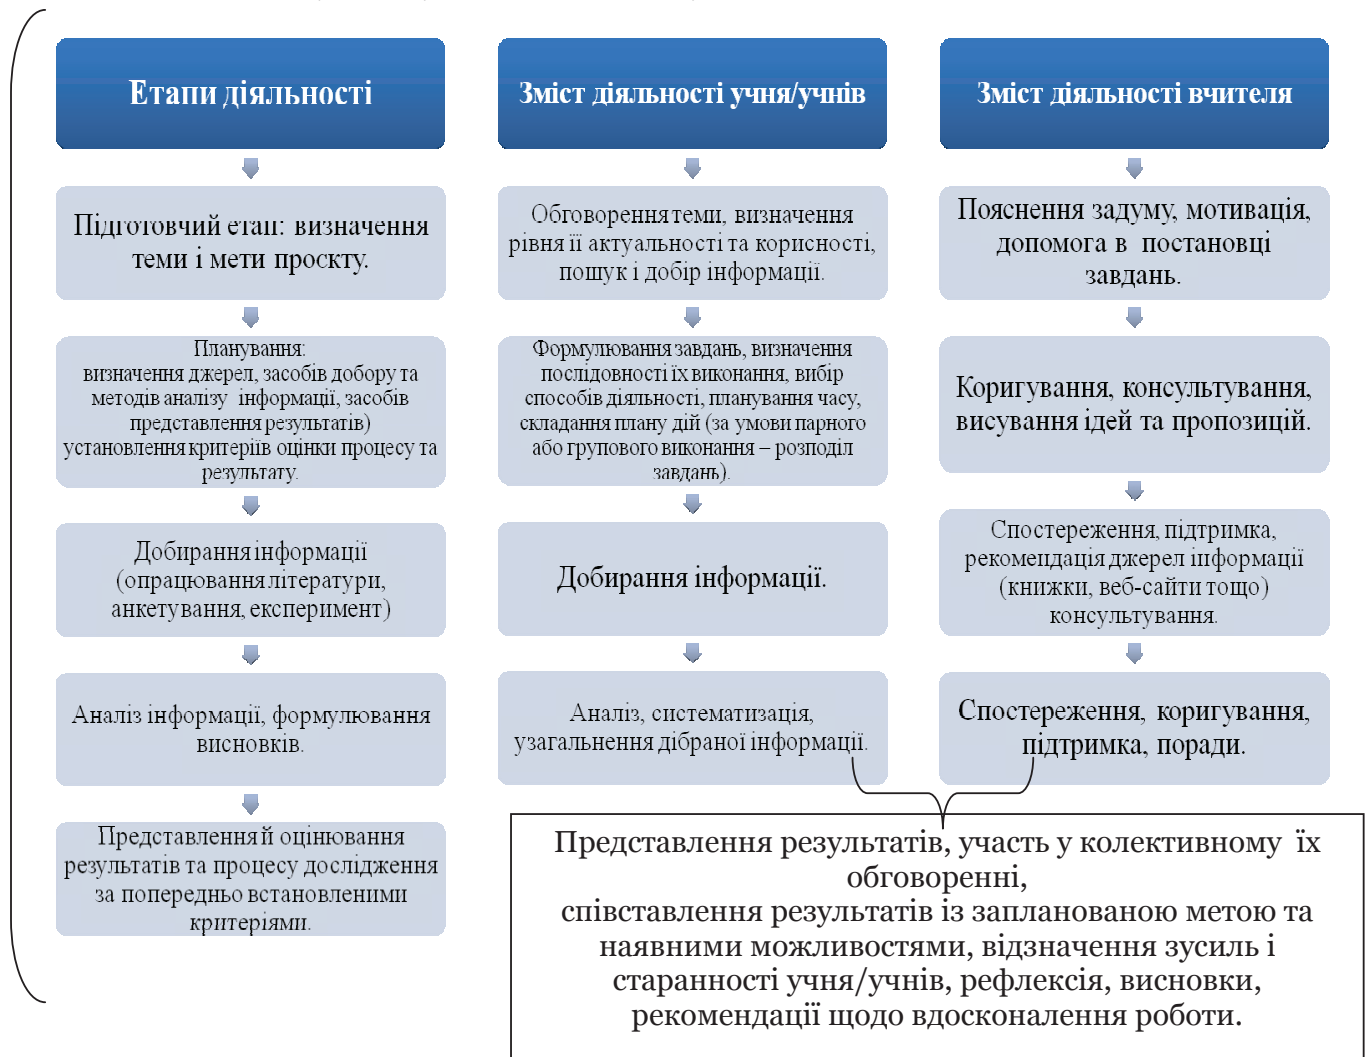 Етапи діяльності
Підготовчий етап: визначення
теми і мети проєкту.
Планування:
визначення джерел, засобів добору та
методів аналізу інформації, засобів
представлення результатів)
установлення критеріїв оцінки процесу та
результату.
Добирання інформації
(опрацювання літератури,
анкетування, експеримент)
Аналіз інформації, формулювання
висновків.
Представлення й оцінювання
результатів та процесу дослідження
за попередньо встановленими
критеріями.
Зміст діяльності учня/учнів
Обговорення теми, визначення
рівня її актуальності та корисності,
пошук і добір інформації.
Формулювання завдань, визначення
послідовності їх виконання, вибір
способів діяльності, планування часу,
складання плану дій (за умови парного
або групового виконання – розподіл
завдань).
Добирання інформації.
Аналіз, систематизація,
узагальнення дібраної інформації.
Зміст діяльності вчителя
Пояснення задуму, мотивація,
допомога в постановці
завдань.
Коригування, консультування,
висування ідей та пропозицій.
Спостереження, підтримка,
рекомендація джерел інформації
(книжки, веб-сайти тощо)
консультування.
Спостереження, коригування,
підтримка, поради.
Представлення результатів, участь у колективному їх
обговоренні,
співставлення результатів із запланованою метою та
наявними можливостями, відзначення зусиль і
старанності учня/учнів, рефлексія, висновки,
рекомендації щодо вдосконалення роботи.